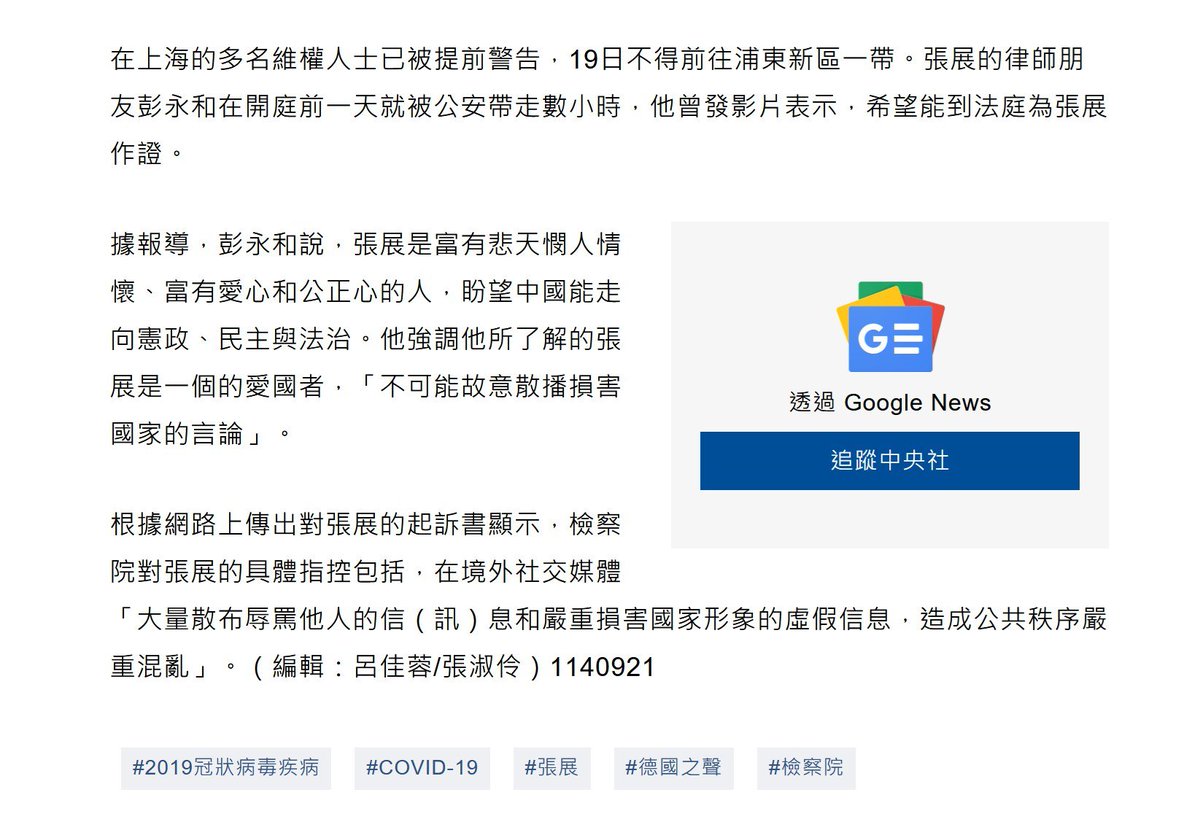 在上海的多名維權人士已被提前警告，19日不得前往浦東新區一帶。張展的律師朋
友彭永和在開庭前一天就被公安帶走數小時，他曾發影片表示，希望能到法庭為張展
作證。
據報導，彭永和說，張展是富有悲天憫人情
懷、富有愛心和公正心的人，盼望中國能走
向憲政、民主與法治。他強調他所了解的張
展是一個的愛國者，「不可能故意散播損害
國家的言論」。
GE
透過 Google News
追蹤中央社
根據網路上傳出對張展的起訴書顯示，檢察
院對張展的具體指控包括，在境外社交媒體
「大量散布辱罵他人的信（訊）息和嚴重損害國家形象的虛假信息，造成公共秩序嚴
重混亂」。（編輯：呂佳蓉/張淑伶）1140921
#2019冠狀病毒疾病 #COVID-19 #張展 #德國之聲 #檢察院